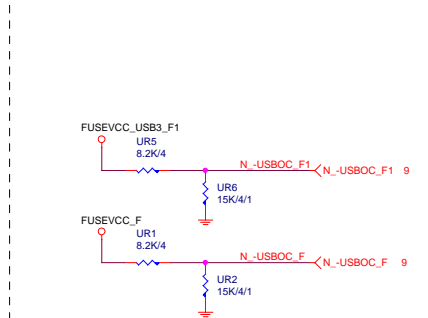 FUSEVCC_USB3_F1
UR5
8.2K/4
N_-USBOC_F1
N_-USBOC_F1 9
UR6
15K/4/1
FUSEVCC_F
UR1
8.2K/4
N_-USBOC_F
N_-USBOC_F 9
UR2
15K/4/1